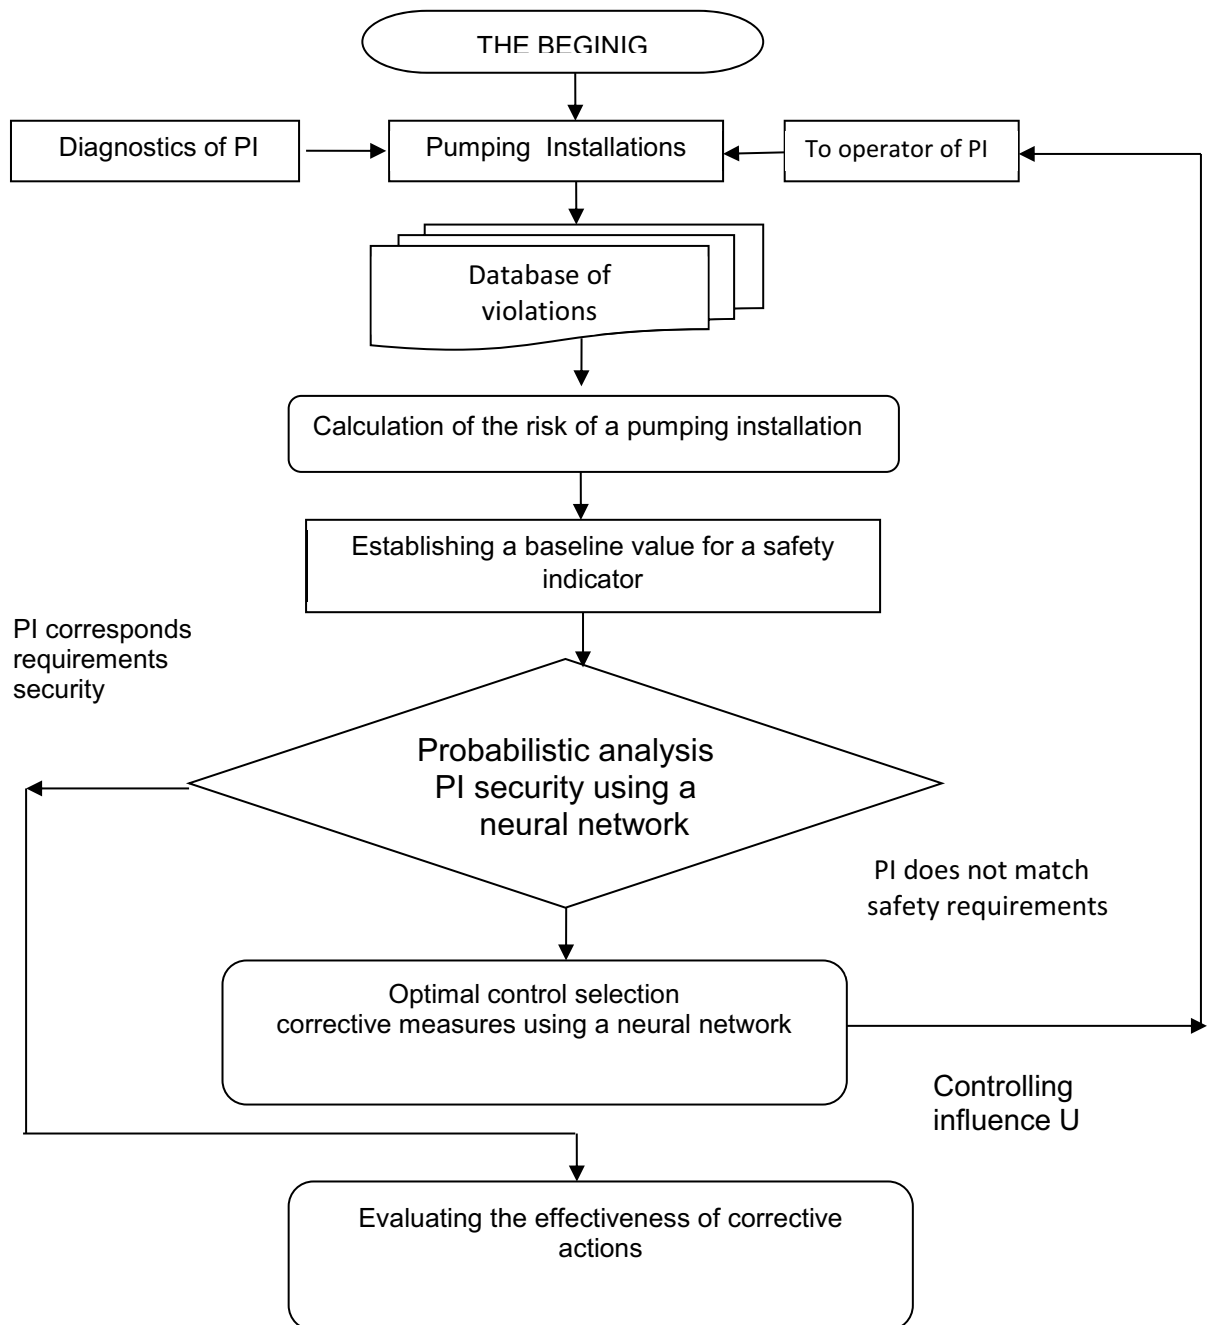 THE BEGINIG
Diagnostics of PI
Pumping Installations
To operator of PI
Database of
violations
Calculation of the risk of a pumping installation
Establishing a baseline value for a safety
indicator
PI corresponds
requirements
security
Probabilistic analysis
PI security using a
neural network
PI does not match
safety requirements
Optimal control selection
corrective measures using a neural network
Controlling
influence U
Evaluating the effectiveness of corrective
actions